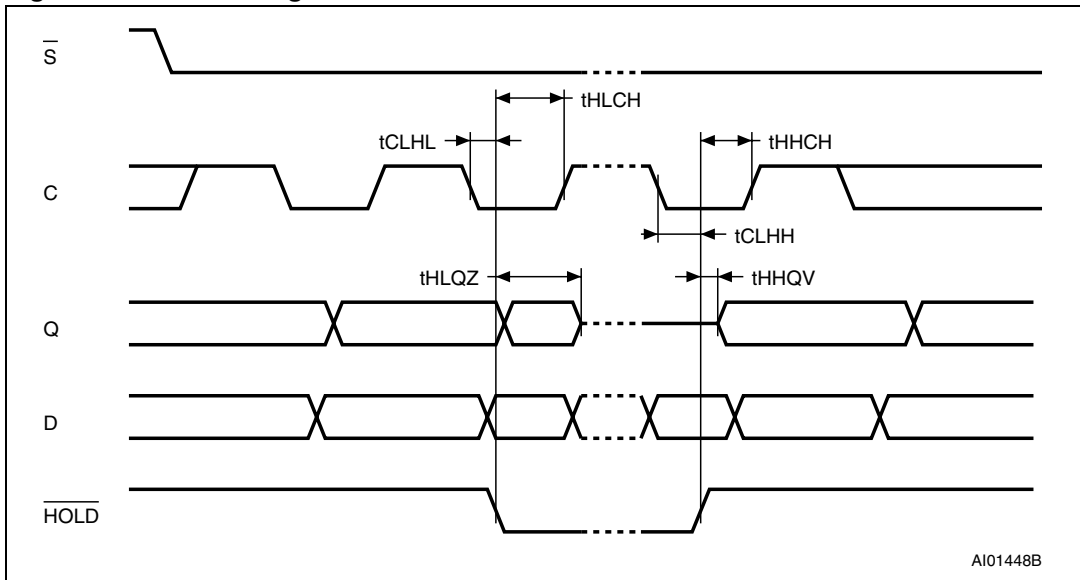 S
tHLCH
tCLHL
tHHCH
C
tCLHH
tHLQZ
tHHQV
Q
D
HOLD
AI01448B